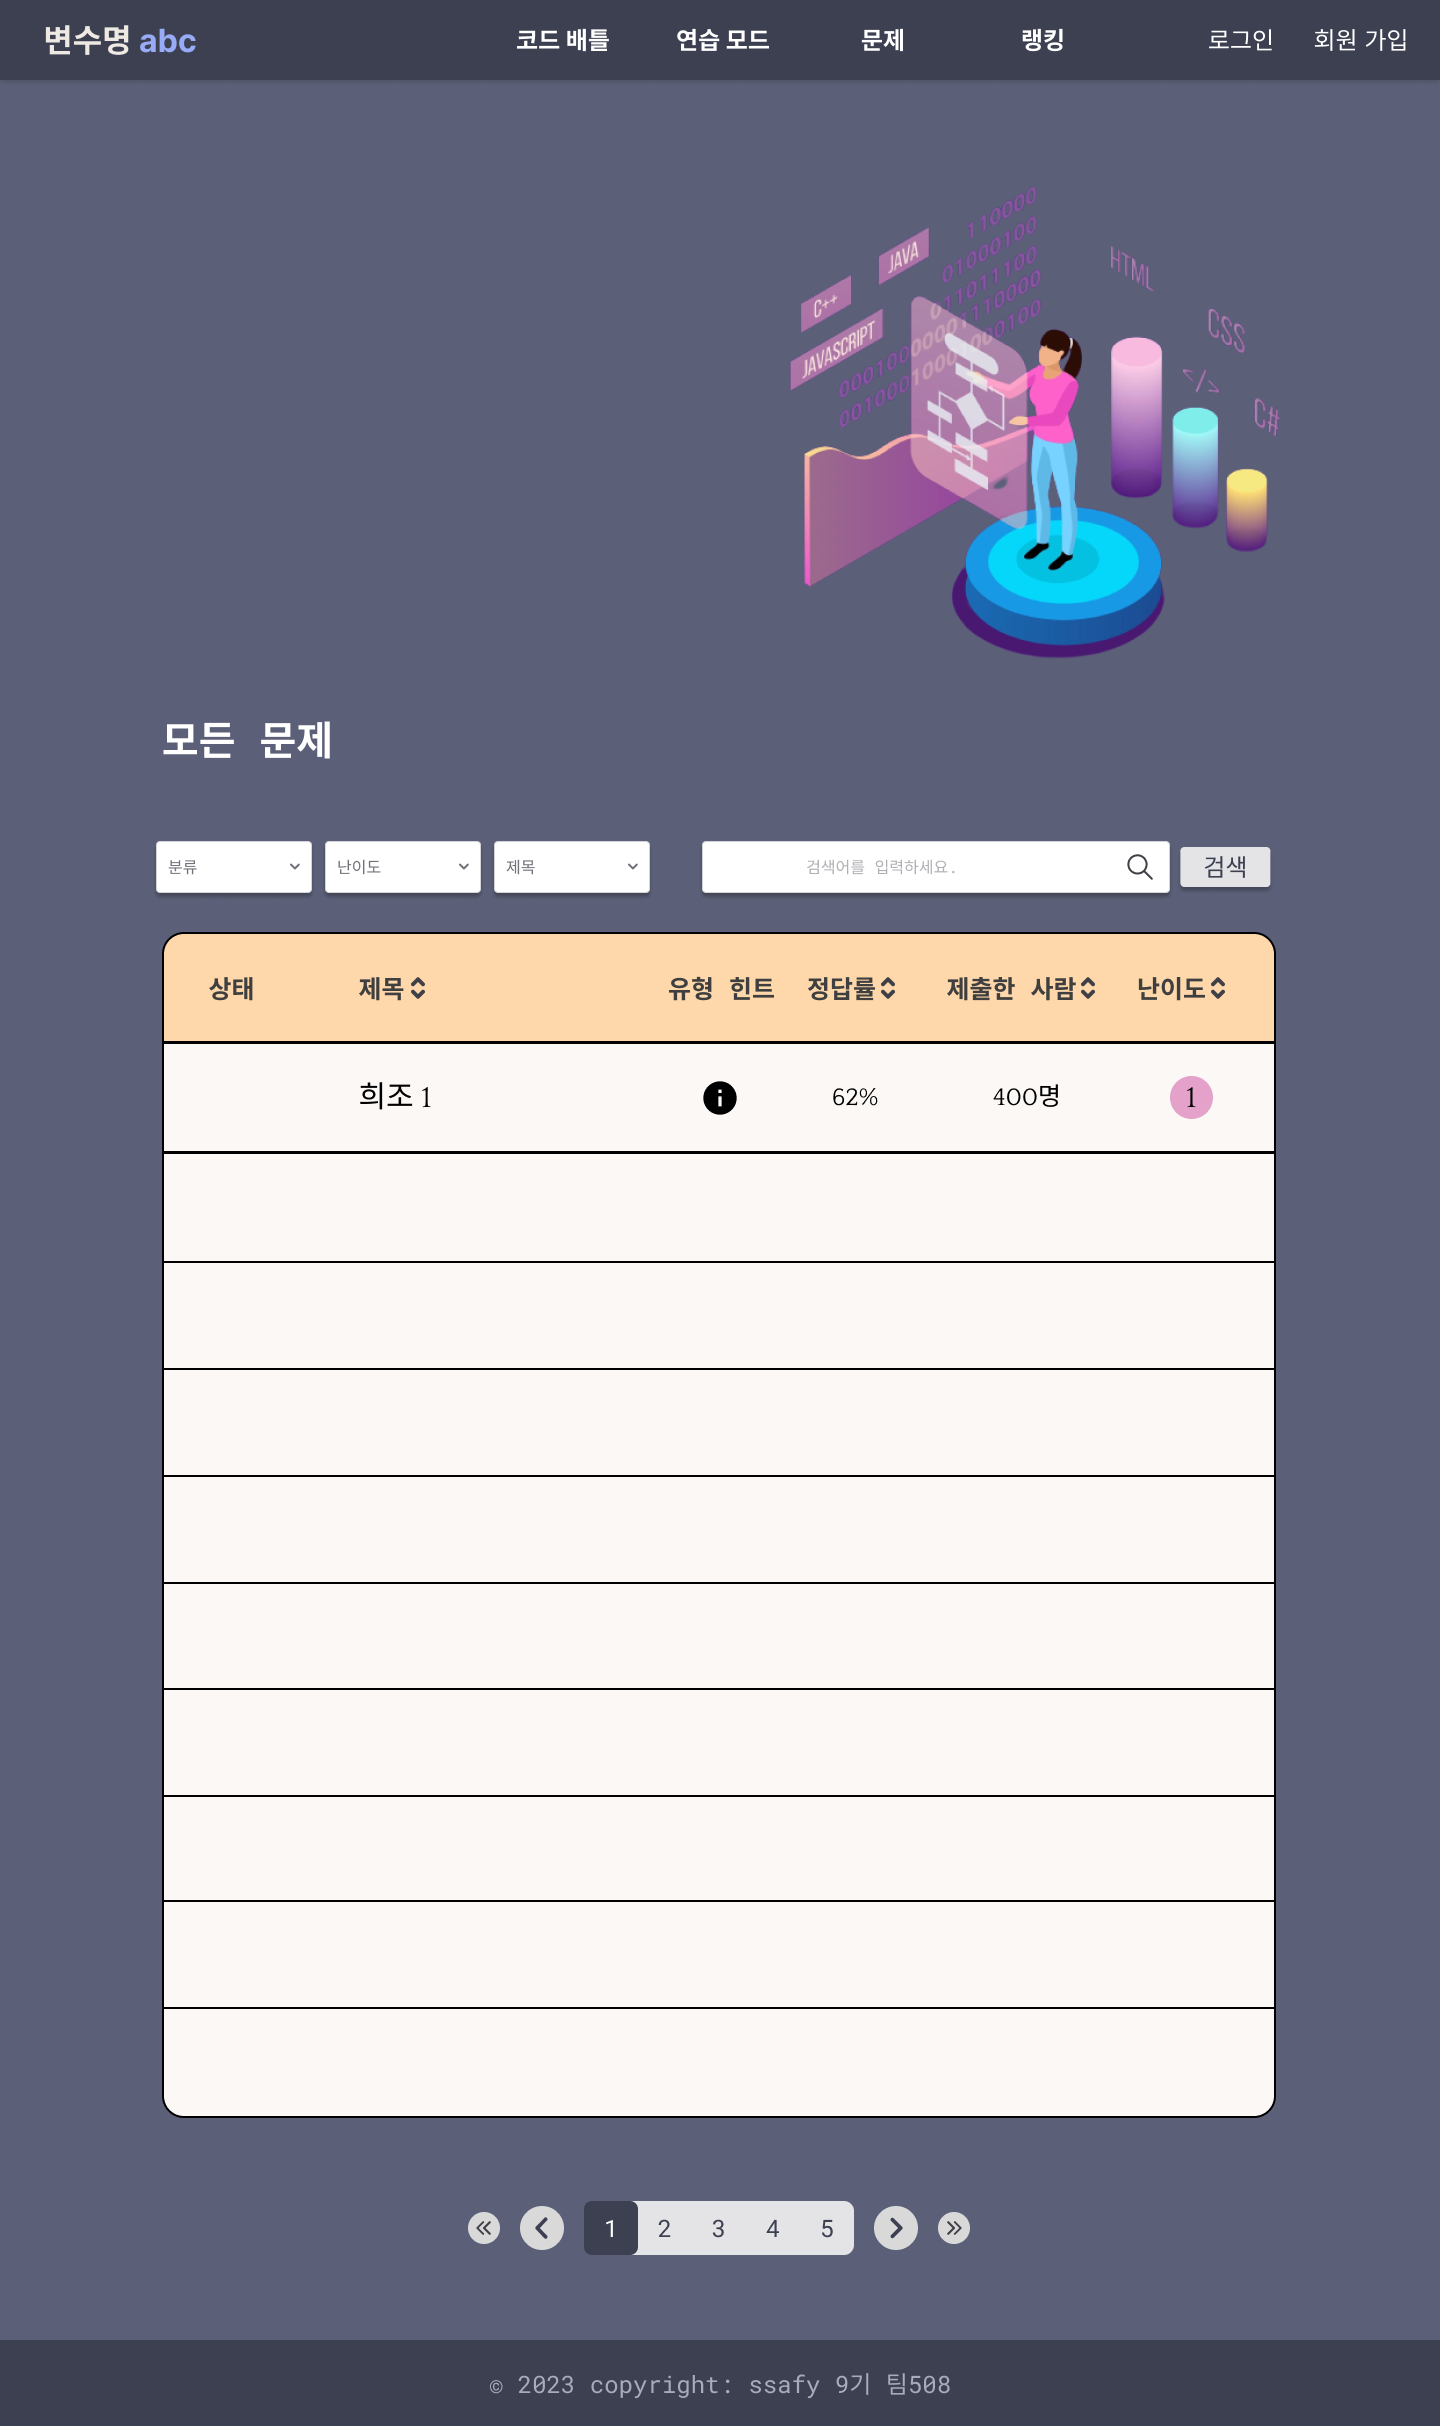 변수명 abc 코드 배틀 연습 모드 문제 랭킹 로그인 회원 가입
110000
01000100
JAVA
HTML
C++
CSS
JAVASCRIPT
</>
C#
모든 문제
분류 난이도 제목 검색어를 입력하세요. 검색
상태 제목 유형 힌트 정답률 제출한 사람 난이도
희조 1 62% 400명 1
1 2 3 4 5
© 2023 copyright: ssafy 9기 팀508